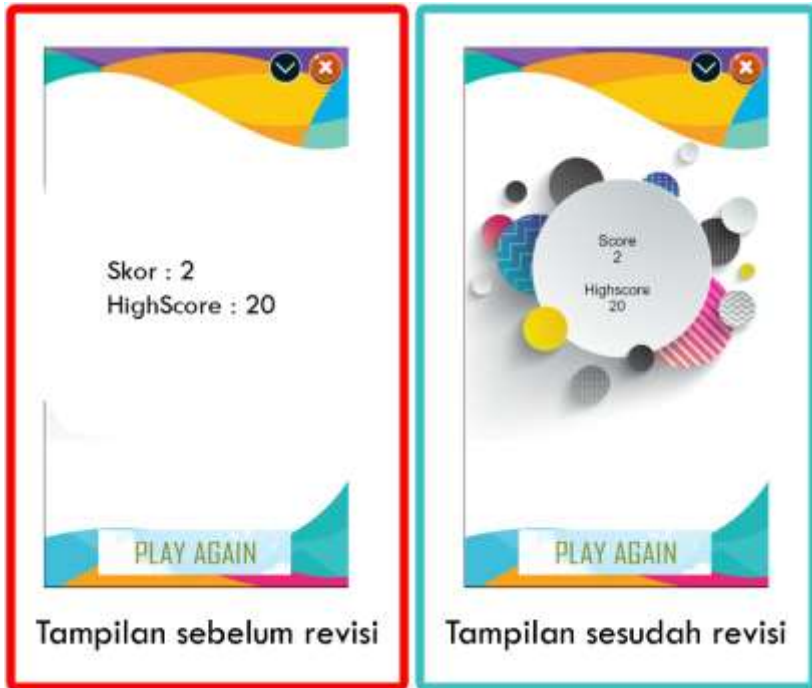 Skor : 2
HighScore : 20
PLAY AGAIN
Tampilan sebelum revisi
Score
2
Highscore
20
PLAY AGAIN
Tampilan sesudah revisi